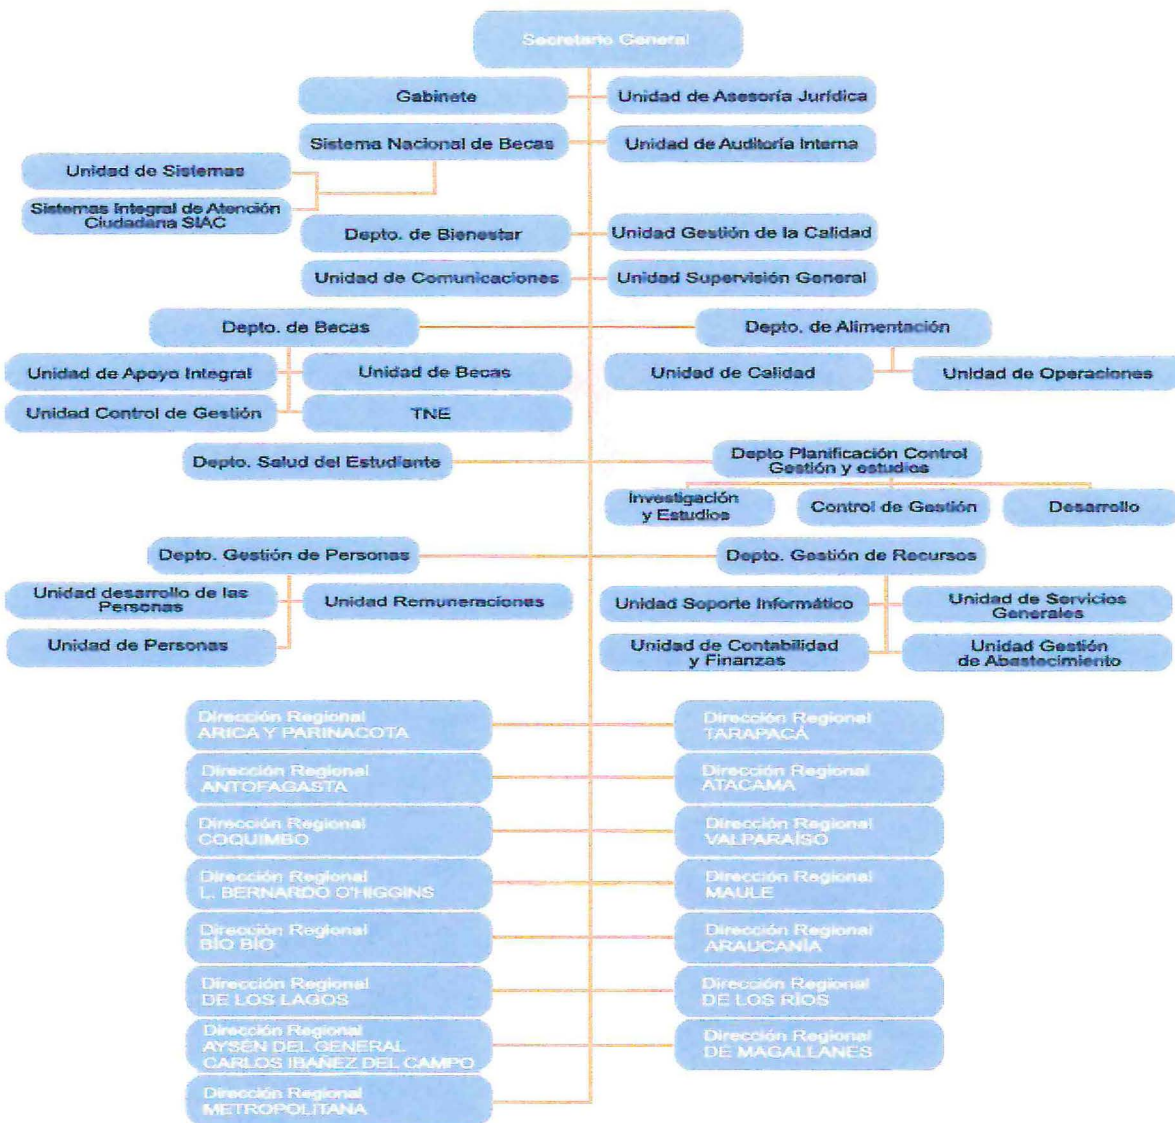 Secretario General
Gabinete
Unidad de Asesoría Jurídica
Sistema Nacional de Becas
Unidad de Auditoría Interna
Unidad de Sistemas
Sistemas Integral de Atención
Ciudadana SIAC
Depto. de Bienestar
Unidad Gestión de la Calidad
Unidad de Comunicaciones
Unidad Supervisión General
Depto. de Becas
Depto. de Alimentación
Unidad de Apoyo Integral
Unidad de Becas
Unidad de Calidad
Unidad de Operaciones
Unidad Control de Gestión
TNE
Depto. Salud del Estudiante
Depto Planificación Control
Gestión y estudios
Investigación
y Estudios
Control de Gestión
Desarrollo
Depto. Gestión de Personas
Depto. Gestión de Recursos
Unidad desarrollo de las
Personas
Unidad Remuneraciones
Unidad Soporte Informático
Unidad de Servicios
Generales
Unidad de Personas
Unidad de Contabilidad
y Finanzas
Unidad Gestión
de Abastecimiento
Dirección Regional
ARICA Y PARINACOTA
Dirección Regional
TARAPACÁ
Dirección Regional
ANTOFAGASTA
Dirección Regional
ATACAMA
Dirección Regional
COQUIMBO
Dirección Regional
VALPARAÍSO
Dirección Regional
L. BERNARDO O'HIGGINS
Dirección Regional
MAULE
Dirección Regional
BÍO BÍO
Dirección Regional
ARAUCANÍA
Dirección Regional
DE LOS LAGOS
Dirección Regional
DE LOS RÍOS
Dirección Regional
AYSÉN DEL GENERAL
CARLOS IBAÑEZ DEL CAMPO
Dirección Regional
DE MAGALLANES
Dirección Regional
METROPOLITANA